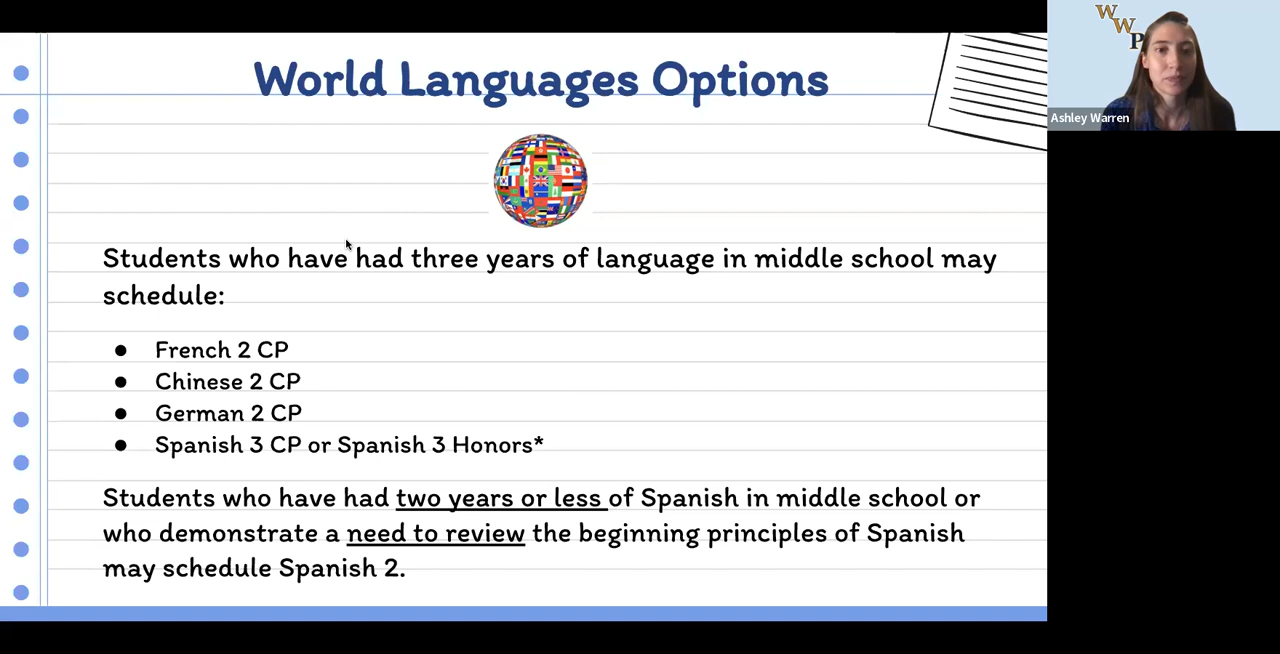 World Languages Options
W
W
P
Ashley Warren
Students who have had three years of language in middle school may
schedule:
● French 2 CP
● Chinese 2 CP
● German 2 CP
● Spanish 3 CP or Spanish 3 Honors*
Students who have had two years or less of Spanish in middle school or
who demonstrate a need to review the beginning principles of Spanish
may schedule Spanish 2.